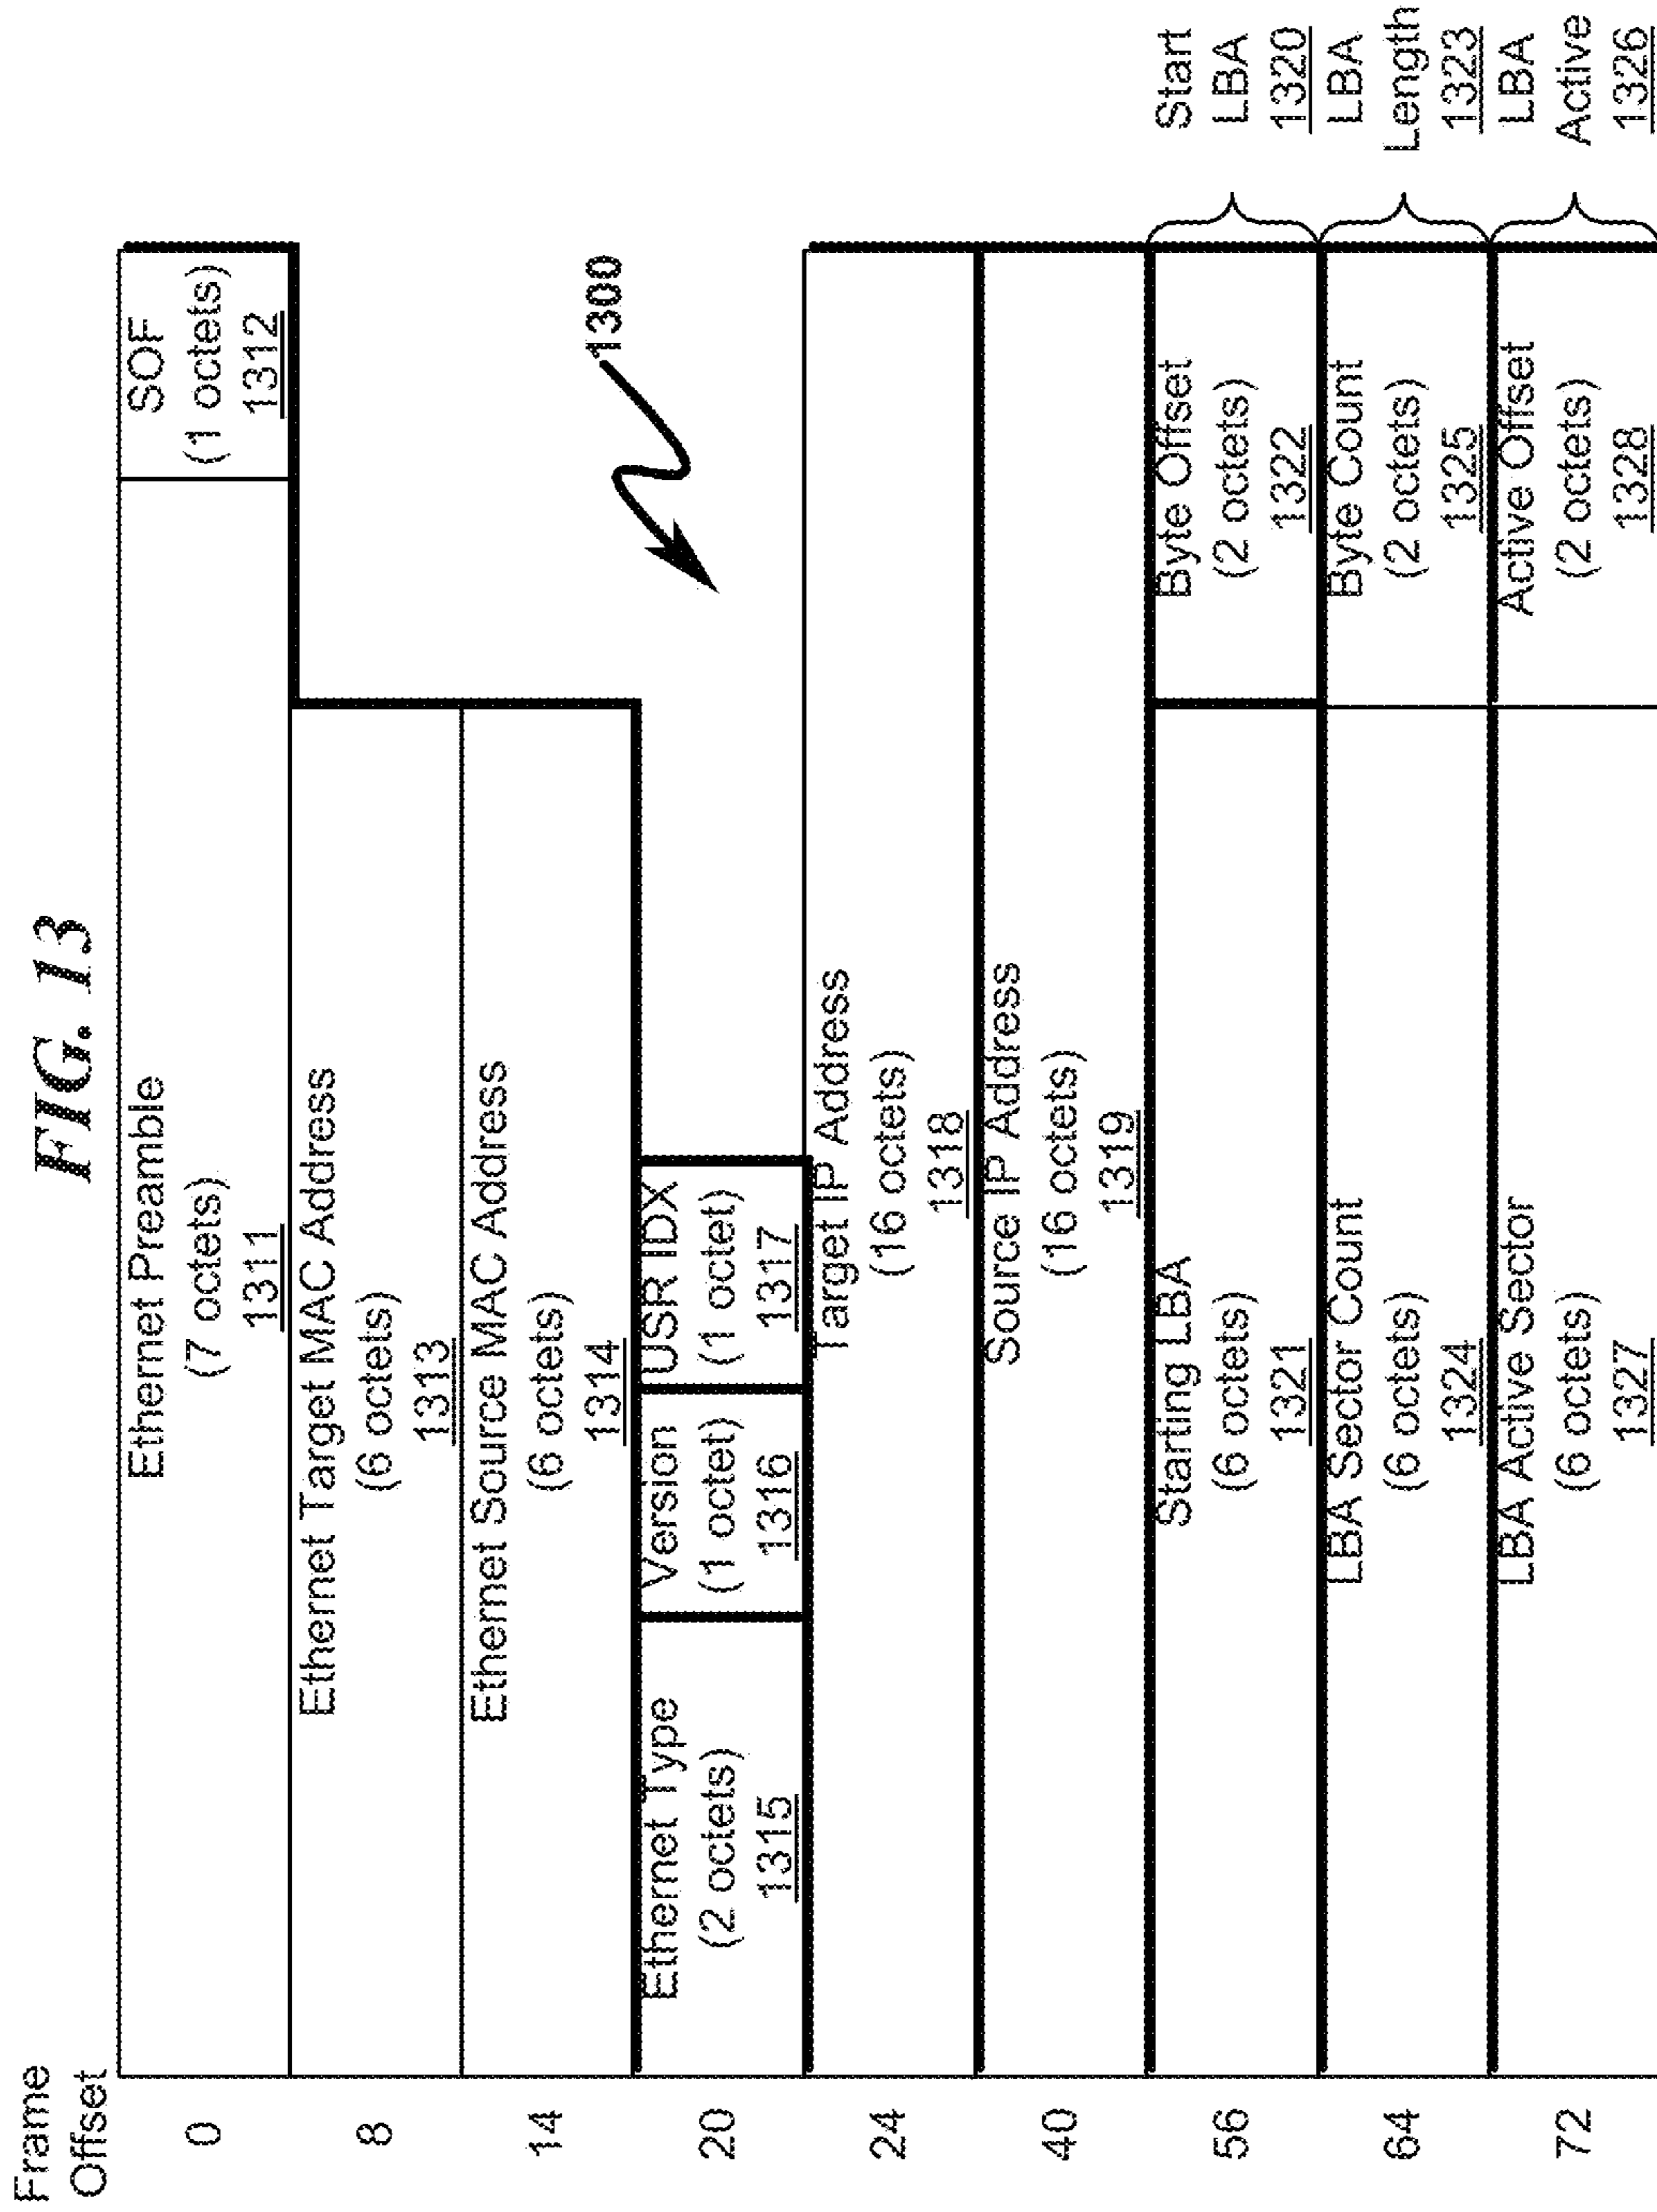 FIG. 13
Frame
Offset
0
Ethernet Preamble
(7 octets)
1311
SOF
(1 octets)
1312
8
Ethernet Target MAC Address
(6 octets)
1313
14
Ethernet Source MAC Address
(6 octets)
1314
1300
20
Ethernet Type
(2 octets)
1315
Version
(1 octet)
1316
USR IDX
(1 octet)
1317
24
Target IP Address
(16 octets)
1318
40
Source IP Address
(16 octets)
1319
56
Starting LBA
(6 octets)
1321
Byte Offset
(2 octets)
1322
Start
LBA
1320
64
LBA Sector Count
(6 octets)
1324
Byte Count
(2 octets)
1325
LBA
Length
1323
72
LBA Active Sector
(6 octets)
1327
Active Offset
(2 octets)
1328
LBA
Active
1326